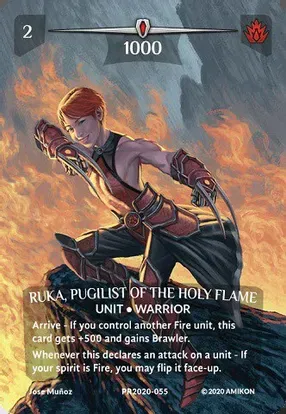 2
1000
RUKA, PUGILIST OF THE HOLY FLAME
UNIT • WARRIOR
Arrive - If you control another Fire unit, this
card gets +500 and gains Brawler.
Whenever this declares an attack on a unit - If
your spirit is Fire, you may flip it face-up.
Jose Muñoz PR2020-055 ©2020 AMIKON